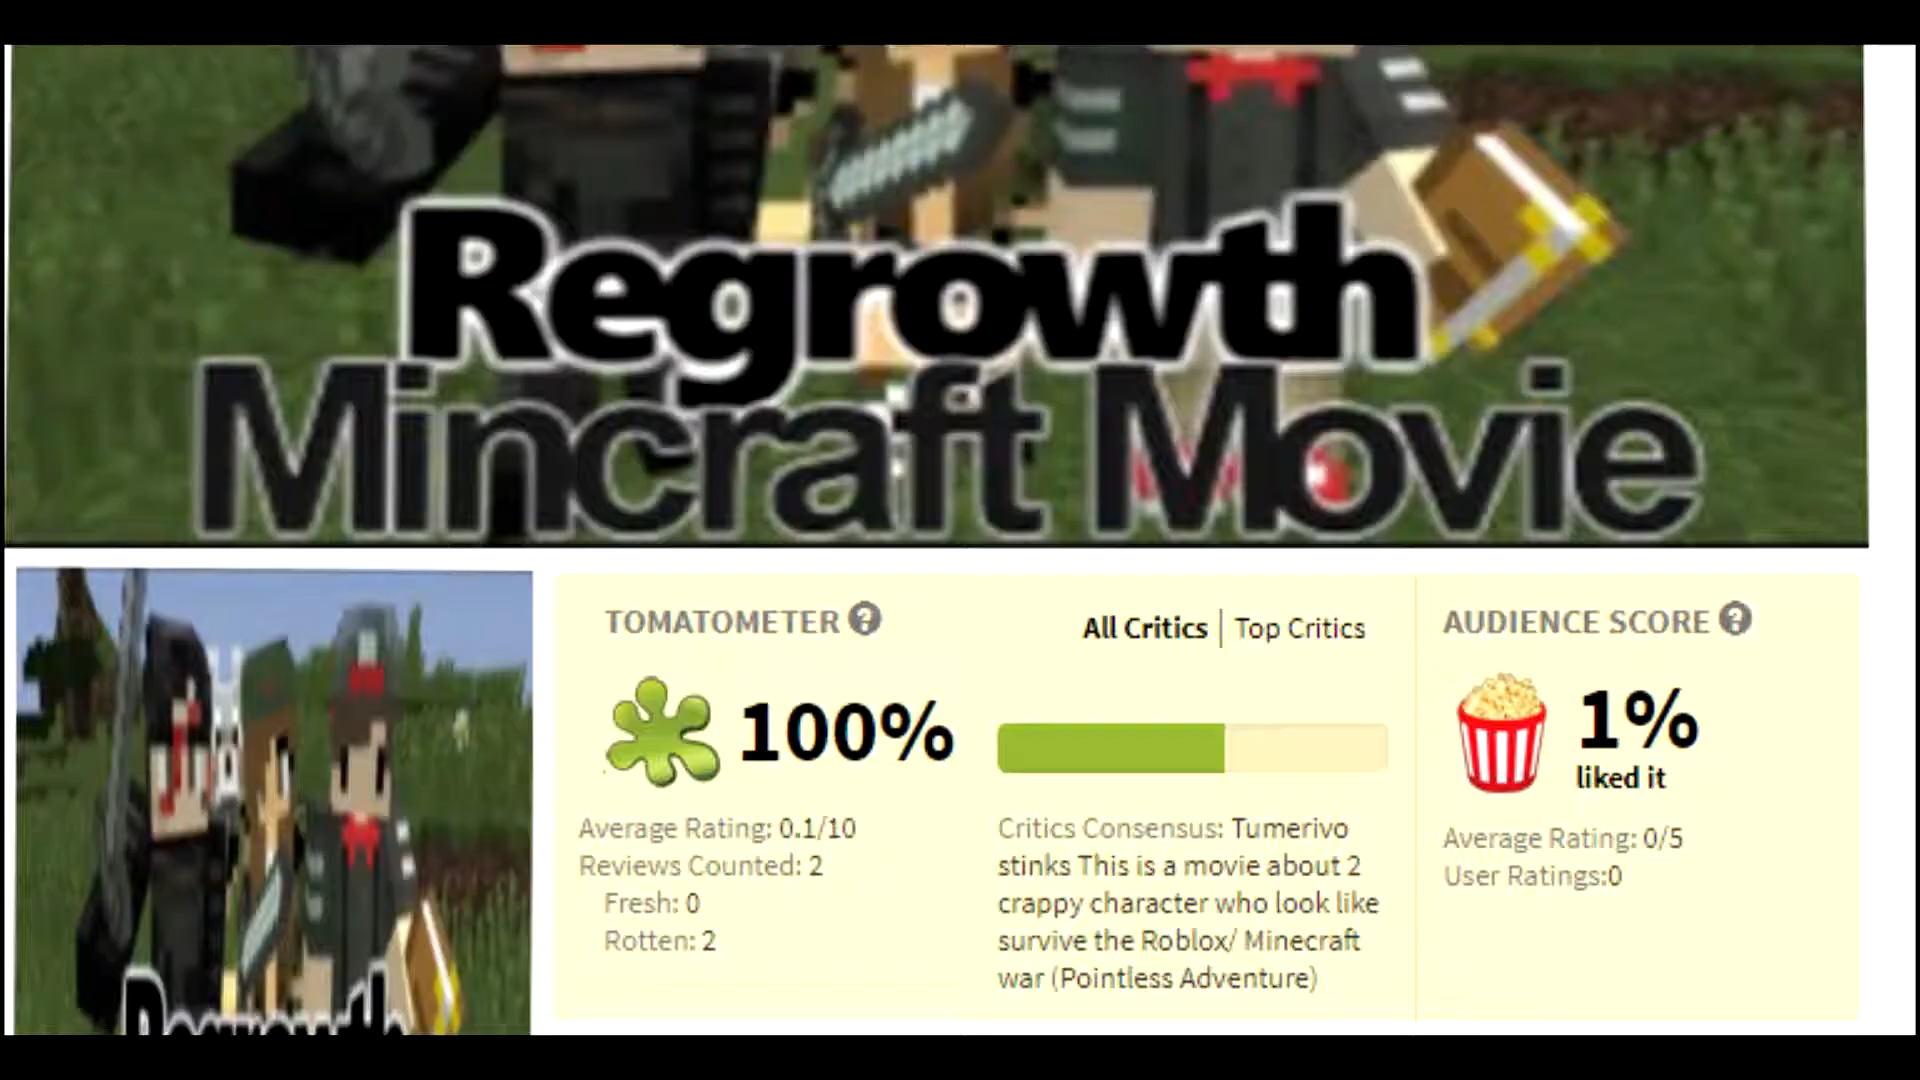 Regrowth
Mincraft Movie
TOMATOMETER ?
All Critics | Top Critics
100%
Average Rating: 0.1/10
Reviews Counted: 2
Fresh: 0
Rotten: 2
Critics Consensus: Tumerivo
stinks This is a movie about 2
crappy character who look like
survive the Roblox/ Minecraft
war (Pointless Adventure)
AUDIENCE SCORE ?
1%
liked it
Average Rating: 0/5
User Ratings:0
Regrowth